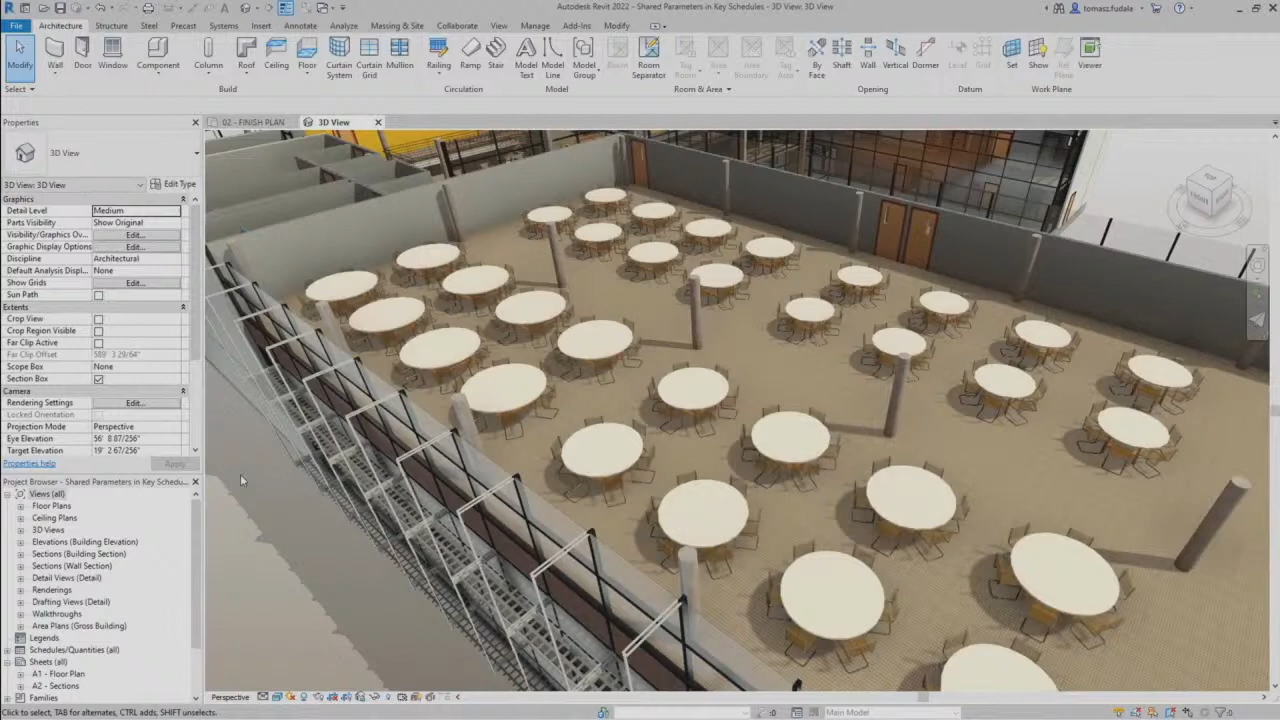 Autodesk Revit 2022 - Shared Parameters in Key Schedules - 3D View: 3D View
tomasz.fudala
File Architecture Structure Steel Precast Systems Insert Annotate Analyze Massing & Site Collaborate View Manage Add-Ins Modify
Modify Wall Door Window Component Column Roof Ceiling Floor Curtain System Curtain Grid Mullion Railing Ramp Stair Model Text Model Line Model Group Room Room Separator Tag Room Area Area Boundary Tag Area By Face Shaft Wall Vertical Dormer Level Grid Set Show Ref Plane Viewer
Select Build Circulation Model Room & Area Opening Datum Work Plane
Properties
02 - FINISH PLAN
3D View
3D View
3D View: 3D View Edit Type
Graphics
Detail Level Medium
Parts Visibility Show Original
Visibility/Graphics Ov... Edit...
Graphic Display Options Edit...
Discipline Architectural
Default Analysis Displ... None
Show Grids Edit...
Sun Path
Extents
Crop View
Crop Region Visible
Far Clip Active
Far Clip Offset 589' 3 29/64"
Scope Box None
Section Box
Camera
Rendering Settings Edit...
Locked Orientation
Projection Mode Perspective
Eye Elevation 56' 8 87/256"
Target Elevation 19' 2 67/256"
Properties help Apply
Project Browser - Shared Parameters in Key Schedu...
Views (all)
Floor Plans
Ceiling Plans
3D Views
Elevations (Building Elevation)
Sections (Building Section)
Sections (Wall Section)
Detail Views (Detail)
Renderings
Drafting Views (Detail)
Walkthroughs
Area Plans (Gross Building)
Legends
Schedules/Quantities (all)
Sheets (all)
A1 - Floor Plan
A2 - Sections
Families
TOP
FRONT
Perspective
Click to select, TAB for alternates, CTRL adds, SHIFT unselects.
:0
Main Model
:0